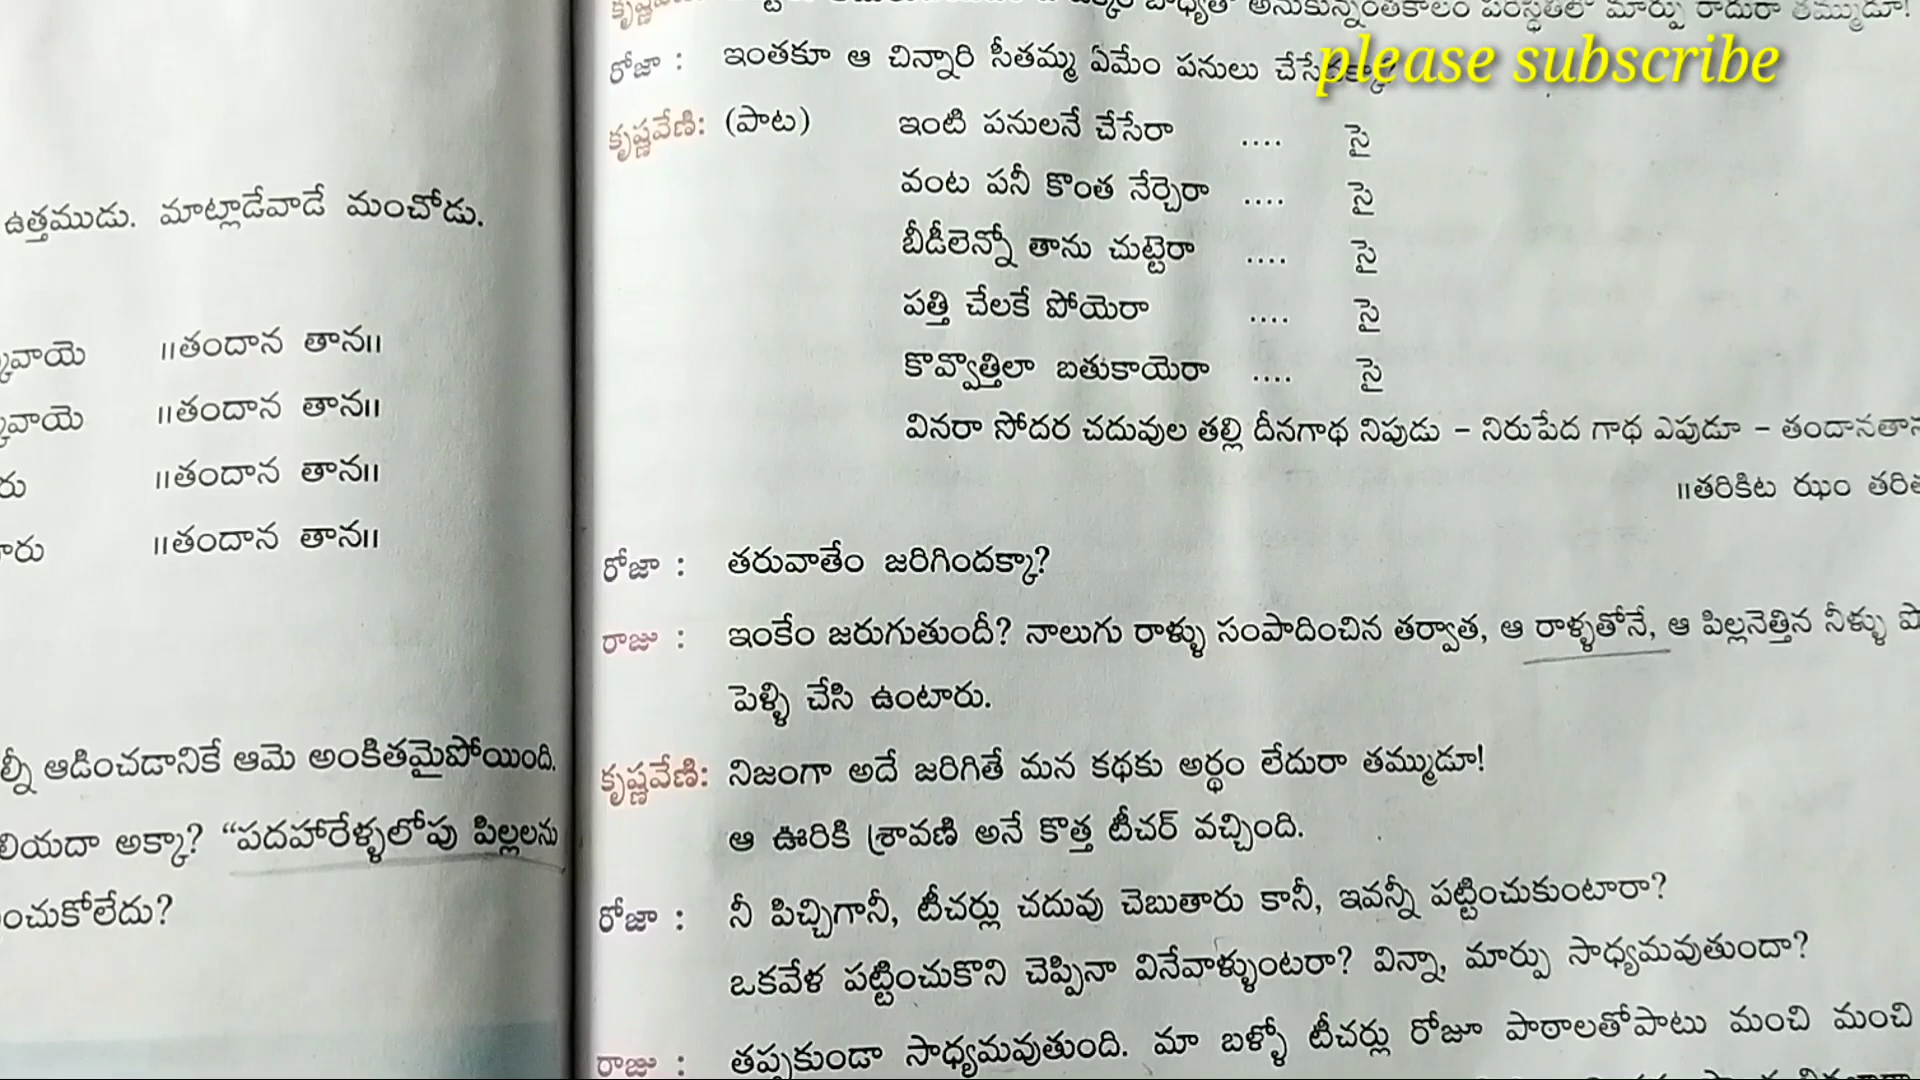 ఉత్తముడు. మాట్లాడేవాడే మంచోడు.
॥తందాన తాన॥
॥తందాన తాన॥
॥తందాన తాన॥
॥తందాన తాన॥
ఆడించడానికే ఆమె అంకితమైపోయింది.
అక్కా? “పదహారేళ్ళలోపు పిల్లలను
please subscribe
రోజా : ఇంతకూ ఆ చిన్నారి సీతమ్మ ఏమేం పనులు
కృష్ణవేణి: (పాట) ఇంటి పనులనే చేసేరా .... సై
వంట పనీ కొంత నేర్చెరా .... సై
బీడీలెన్నో తాను చుట్టెరా .... సై
పత్తి చేలకే పోయెరా .... సై
కొవ్వొత్తిలా బతుకాయెరా .... సై
వినరా సోదర చదువుల తల్లి దీనగాథ నిపుడు – నిరుపేద గాథ ఎపుడూ –
॥తరికిట ఝం
రోజా : తరువాతేం జరిగిందక్కా?
రాజు : ఇంకేం జరుగుతుందీ? నాలుగు రాళ్ళు సంపాదించిన తర్వాత, ఆ రాళ్ళతోనే, ఆ పిల్లనెత్తిన నీళ్ళు
పెళ్ళి చేసి ఉంటారు.
కృష్ణవేణి: నిజంగా అదే జరిగితే మన కథకు అర్థం లేదురా తమ్ముడూ!
ఆ ఊరికి శ్రావణి అనే కొత్త టీచర్ వచ్చింది.
రోజా : నీ పిచ్చిగానీ, టీచర్లు చదువు చెబుతారు కానీ, ఇవన్నీ పట్టించుకుంటారా?
ఒకవేళ పట్టించుకొని చెప్పినా వినేవాళ్ళుంటరా? విన్నా, మార్పు సాధ్యమవుతుందా?
రాజు : తప్పకుండా సాధ్యమవుతుంది. మా బళ్ళో టీచర్లు రోజూ పాఠాలతోపాటు మంచి మంచి